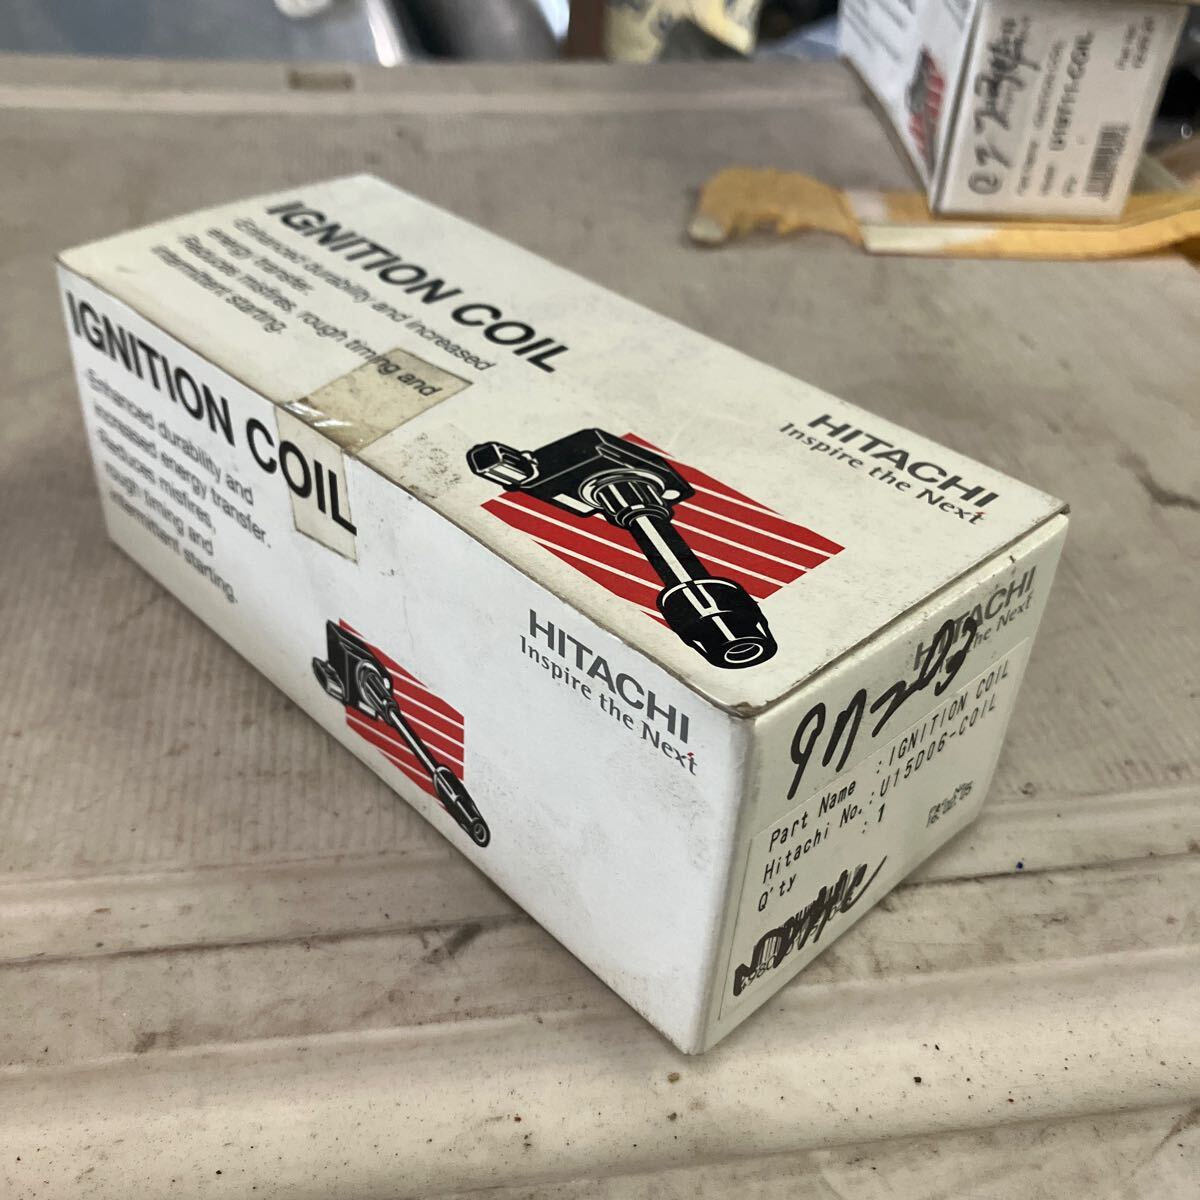 IGNITION COIL
Enhanced durability and increased
energy transfer.
Reduces misfires, rough timing and
intermittent starting.
HITACHI
Inspire the Next
IGNITION COIL
Enhanced durability and
increased energy transfer.
Reduces misfires,
rough timing and
intermittent starting.
HITACHI
Inspire the Next
HITACHI
the Next
Part Name : IGNITION COIL
Hitachi No. : U15D06-COIL
Q'ty : 1